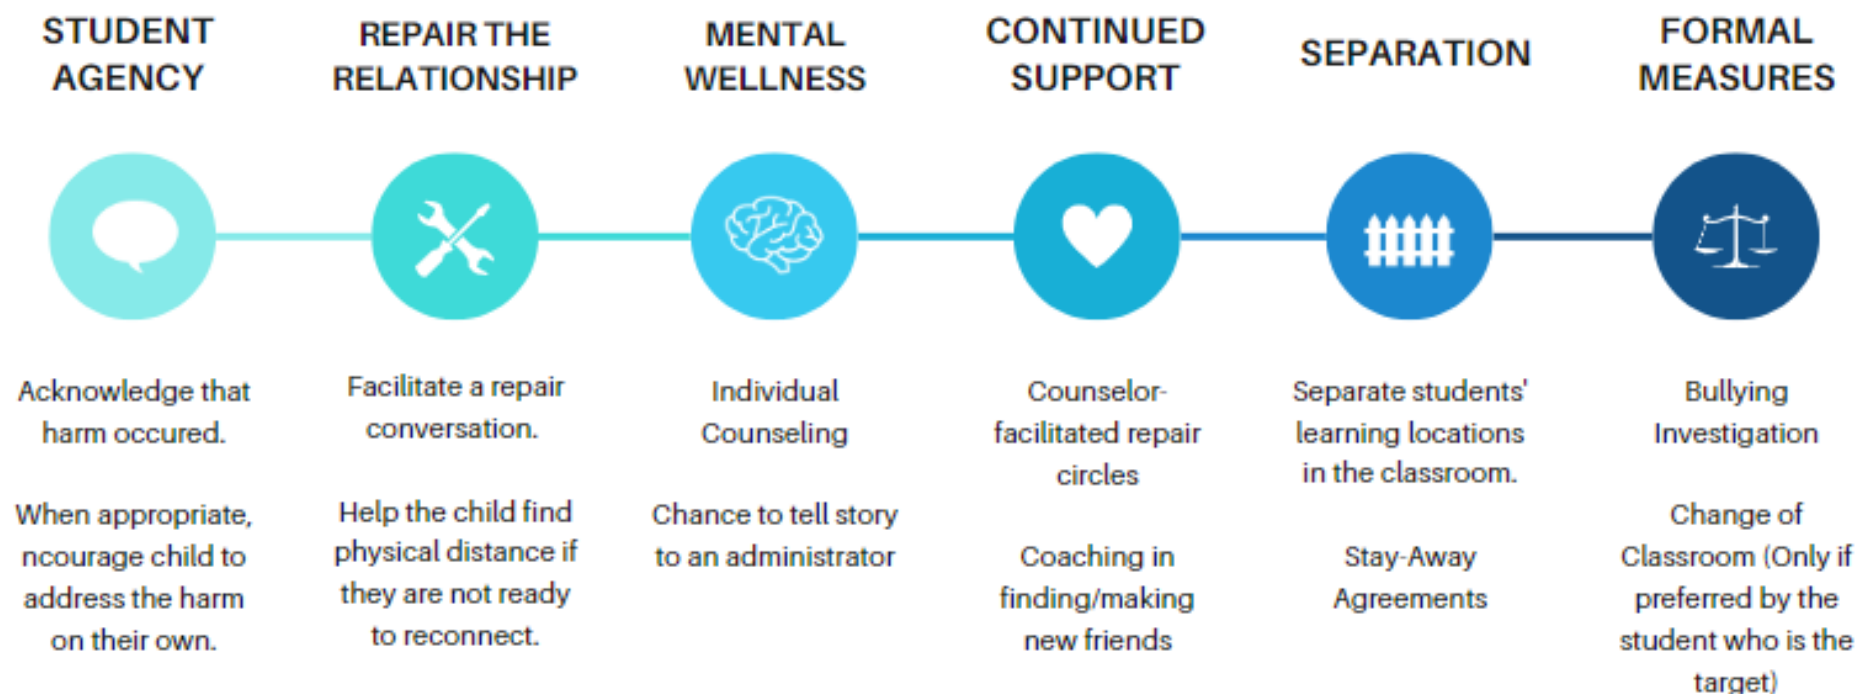 STUDENT
AGENCY
REPAIR THE
RELATIONSHIP
MENTAL
WELLNESS
CONTINUED
SUPPORT
SEPARATION
FORMAL
MEASURES
Acknowledge that
harm occured.
When appropriate,
ncourage child to
address the harm
on their own.
Facilitate a repair
conversation.
Help the child find
physical distance if
they are not ready
to reconnect.
Individual
Counseling
Chance to tell story
to an administrator
Counselor-
facilitated repair
circles
Coaching in
finding/making
new friends
Separate students'
learning locations
in the classroom.
Stay-Away
Agreements
Bullying
Investigation
Change of
Classroom (Only if
preferred by the
student who is the
target)